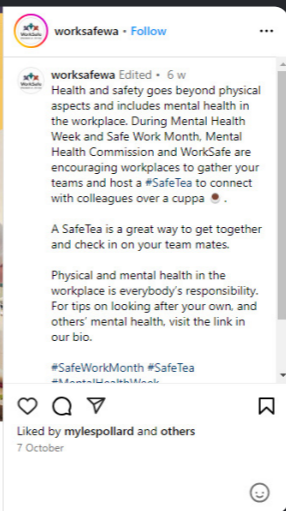 worksafewa • Follow
worksafewa Edited • 6 w
Health and safety goes beyond physical
aspects and includes mental health in
the workplace. During Mental Health
Week and Safe Work Month, Mental
Health Commission and WorkSafe are
encouraging workplaces to gather your
teams and host a #SafeTea to connect
with colleagues over a cuppa ☕ .
A SafeTea is a great way to get together
and check in on your team mates.
Physical and mental health in the
workplace is everybody's responsibility.
For tips on looking after your own, and
others' mental health, visit the link in
our bio.
#SafeWorkMonth #SafeTea
#MentalHealthWeek
Liked by mylespollard and others
7 October